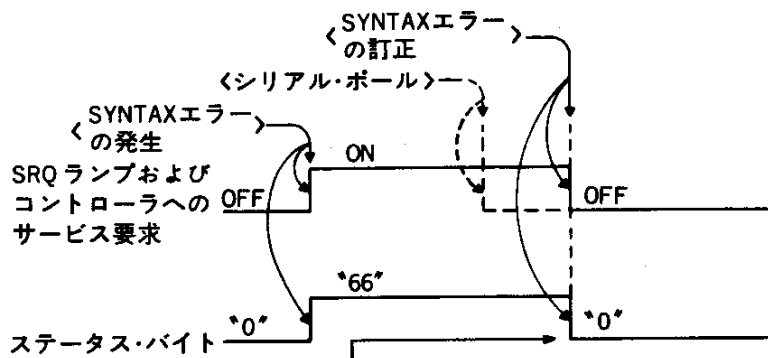 〈SYNTAXエラー〉
の訂正
〈シリアル·ポール〉
〈SYNTAXエラー〉
の発生
ON
SRQランプおよび
コントローラへの
サービス要求
OFF
OFF
"66"
"0"
"0"
ステータス·バイト